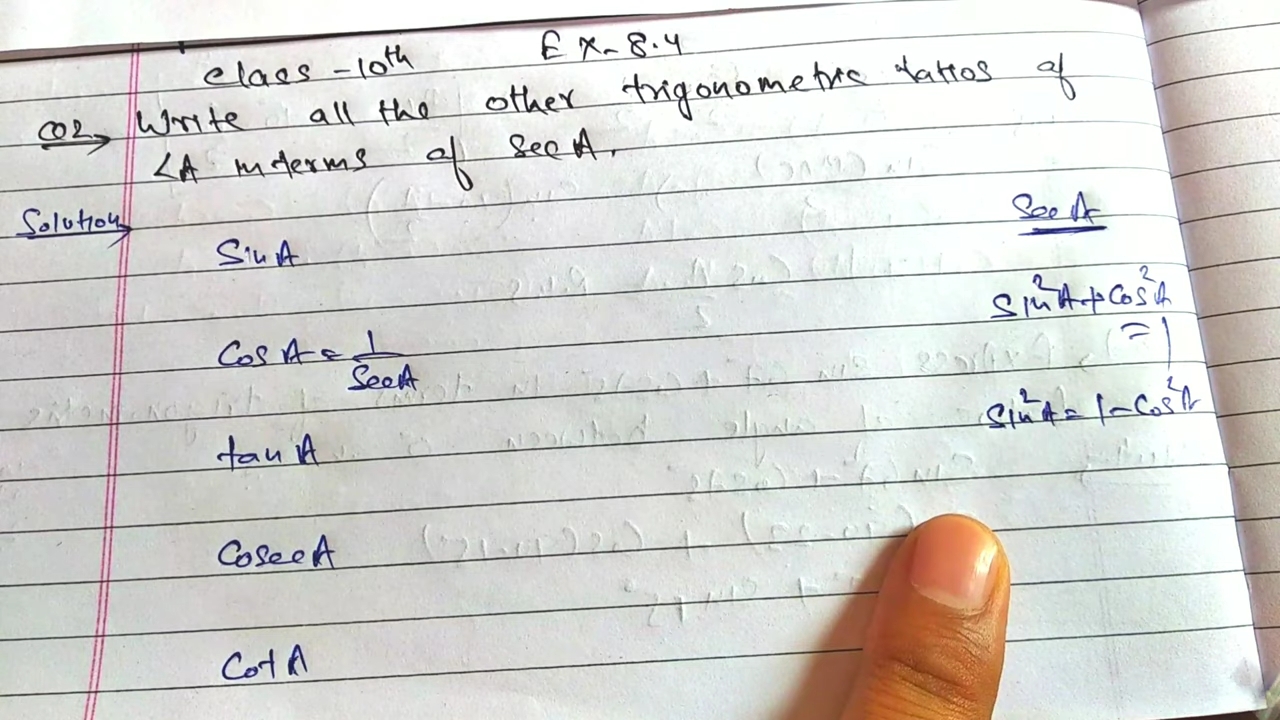 class - 10th Ex - 8.4
Q2 → Write all the other trigonometric ratios of
∠A in terms of Sec A.
Solution → Sec A
Sin A
Sin²A + Cos²A
= 1
Cos A = 1/Sec A
Sin²A = 1 - Cos²A
tan A
Cosec A
Cot A